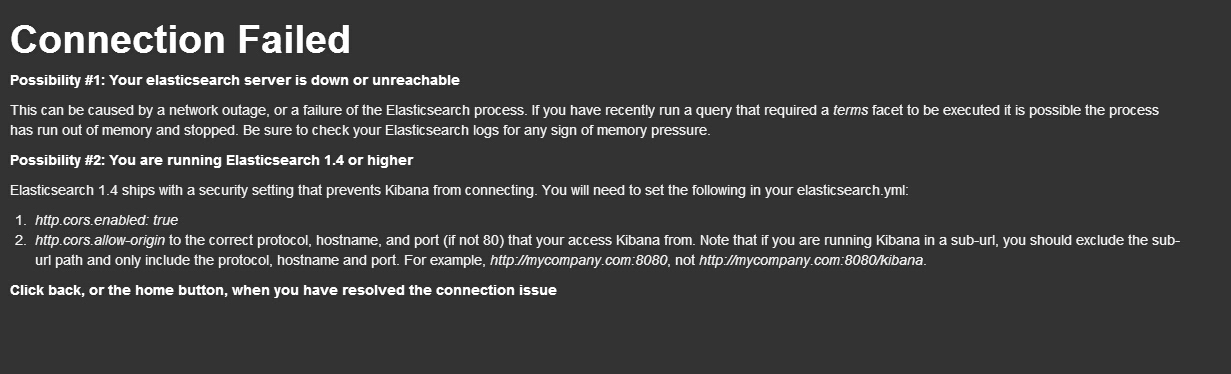 Connection Failed
Possibility #1: Your elasticsearch server is down or unreachable
This can be caused by a network outage, or a failure of the Elasticsearch process. If you have recently run a query that required a terms facet to be executed it is possible the process
has run out of memory and stopped. Be sure to check your Elasticsearch logs for any sign of memory pressure.
Possibility #2: You are running Elasticsearch 1.4 or higher
Elasticsearch 1.4 ships with a security setting that prevents Kibana from connecting. You will need to set the following in your elasticsearch.yml:
1. http.cors.enabled: true
2. http.cors.allow-origin to the correct protocol, hostname, and port (if not 80) that your access Kibana from. Note that if you are running Kibana in a sub-url, you should exclude the sub-
url path and only include the protocol, hostname and port. For example, http://mycompany.com:8080, not http://mycompany.com:8080/kibana.
Click back, or the home button, when you have resolved the connection issue